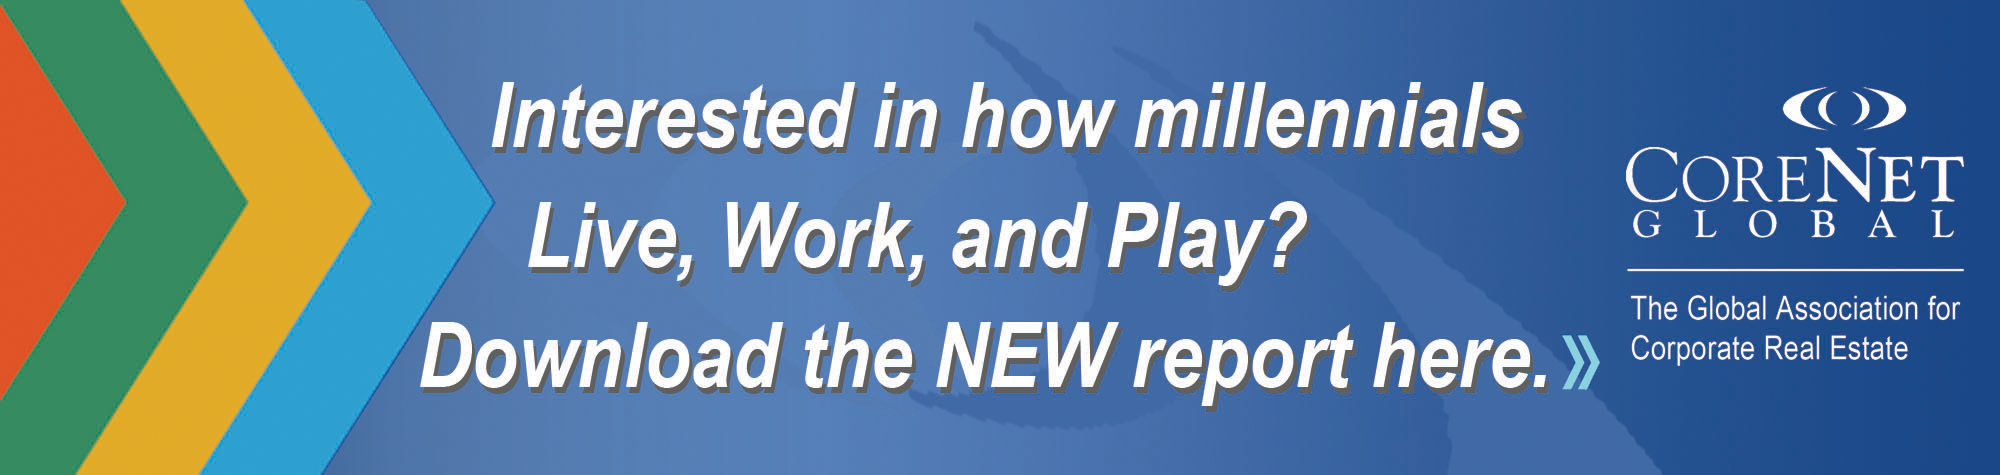 Interested in how millennials
Live, Work, and Play?
Download the NEW report here.
CORENET
GLOBAL
The Global Association for
Corporate Real Estate